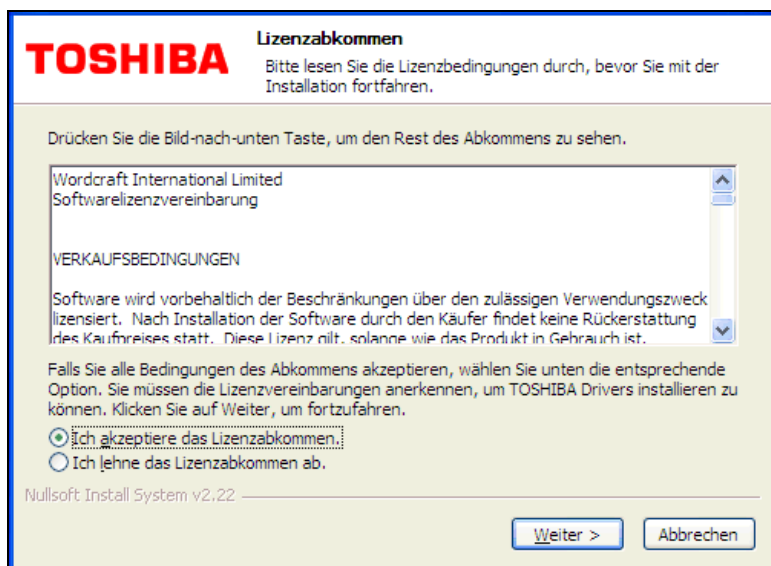 TOSHIBA
Lizenzabkommen
Bitte lesen Sie die Lizenzbedingungen durch, bevor Sie mit der
Installation fortfahren.
Drücken Sie die Bild-nach-unten Taste, um den Rest des Abkommens zu sehen.
Wordcraft International Limited
Softwarelizenzvereinbarung
VERKAUFSBEDINGUNGEN
Software wird vorbehaltlich der Beschränkungen über den zulässigen Verwendungszweck
lizensiert. Nach Installation der Software durch den Käufer findet keine Rückerstattung
des Kaufpreises statt. Diese Lizenz gilt, solange wie das Produkt in Gebrauch ist.
Falls Sie alle Bedingungen des Abkommens akzeptieren, wählen Sie unten die entsprechende
Option. Sie müssen die Lizenzvereinbarungen anerkennen, um TOSHIBA Drivers installieren zu
können. Klicken Sie auf Weiter, um fortzufahren.
Ich akzeptiere das Lizenzabkommen.
Ich lehne das Lizenzabkommen ab.
Nullsoft Install System v2.22
Weiter >
Abbrechen